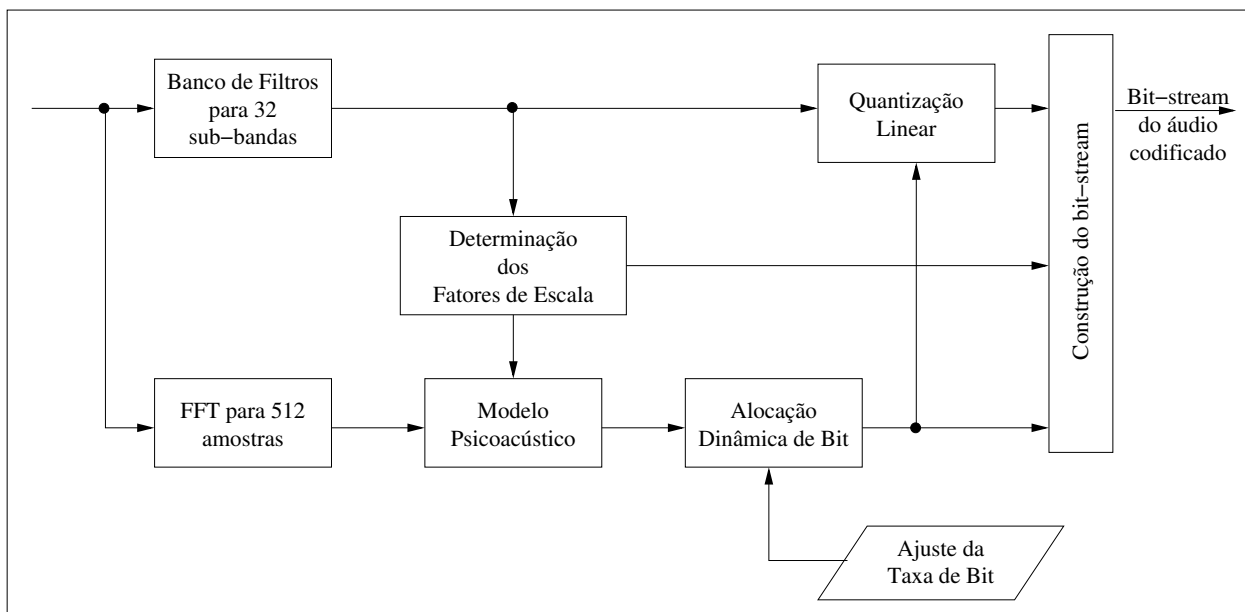 Banco de Filtros
para 32
sub−bandas
Quantização
Linear
Bit−stream
do áudio
codificado
Construção do bit−stream
Determinação
dos
Fatores de Escala
FFT para 512
amostras
Modelo
Psicoacústico
Alocação
Dinâmica de Bit
Ajuste da
Taxa de Bit